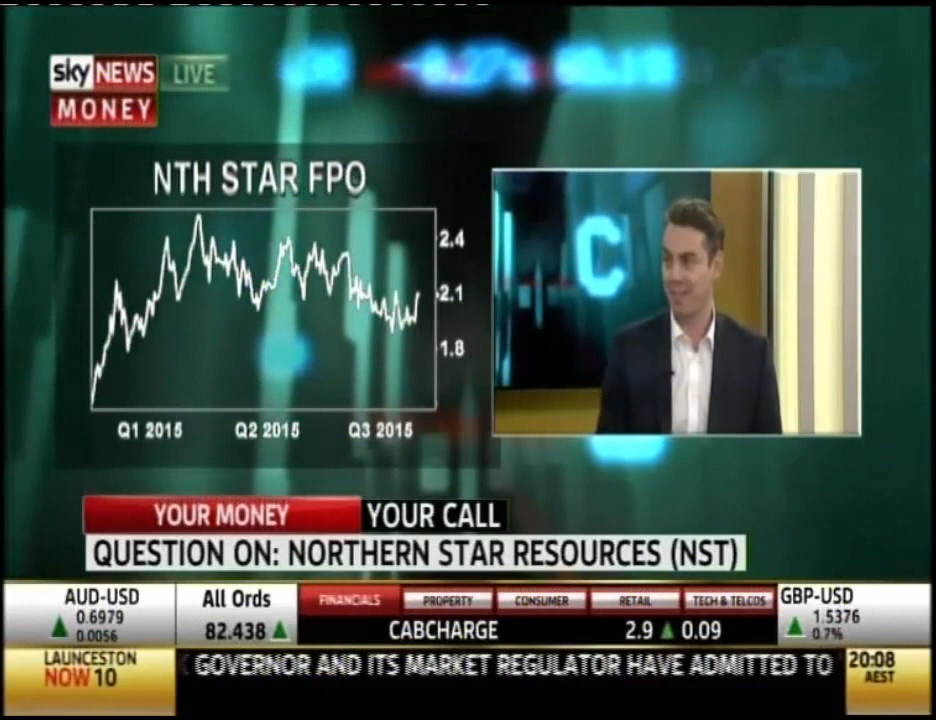 sky NEWS LIVE
MONEY
NTH STAR FPO
2.4
2.1
1.8
Q1 2015 Q2 2015 Q3 2015
C
YOUR MONEY YOUR CALL
QUESTION ON: NORTHERN STAR RESOURCES (NST)
AUD-USD
0.6979
0.0056
All Ords
82.438
FINANCIALS PROPERTY CONSUMER RETAIL TECH & TELCOS
CABCHARGE 2.9 0.09
GBP-USD
1.5376
0.7%
LAUNCESTON
NOW 10
GOVERNOR AND ITS MARKET REGULATOR HAVE ADMITTED TO
20:08
AEST